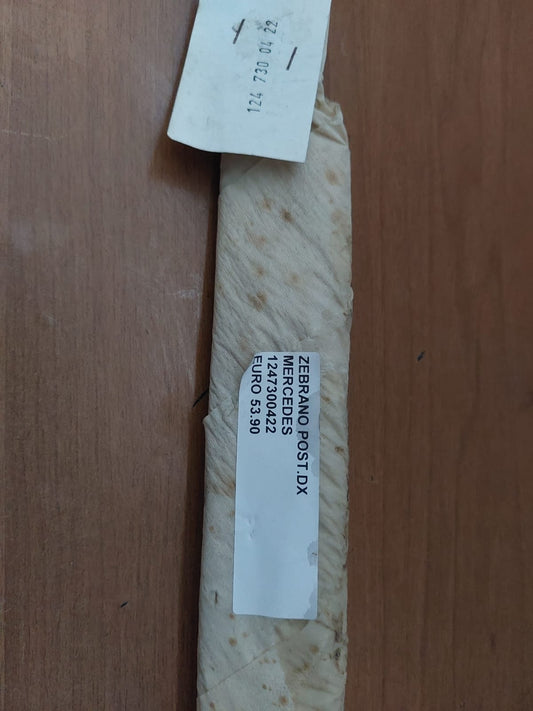 124 730 04 22
ZEBRANO POST.DX
MERCEDES
1247300422
EURO 53.90